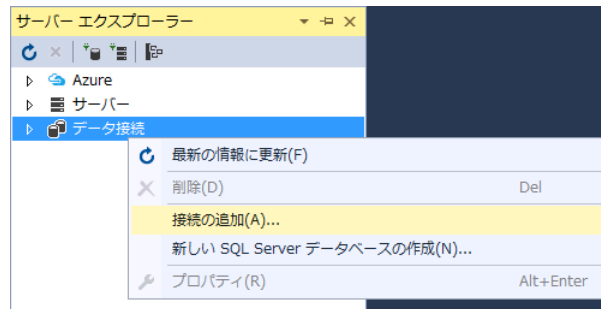 サーバー エクスプローラー
Azure
サーバー
データ接続
最新の情報に更新(F)
削除(D) Del
接続の追加(A)...
新しい SQL Server データベースの作成(N)...
プロパティ(R) Alt+Enter